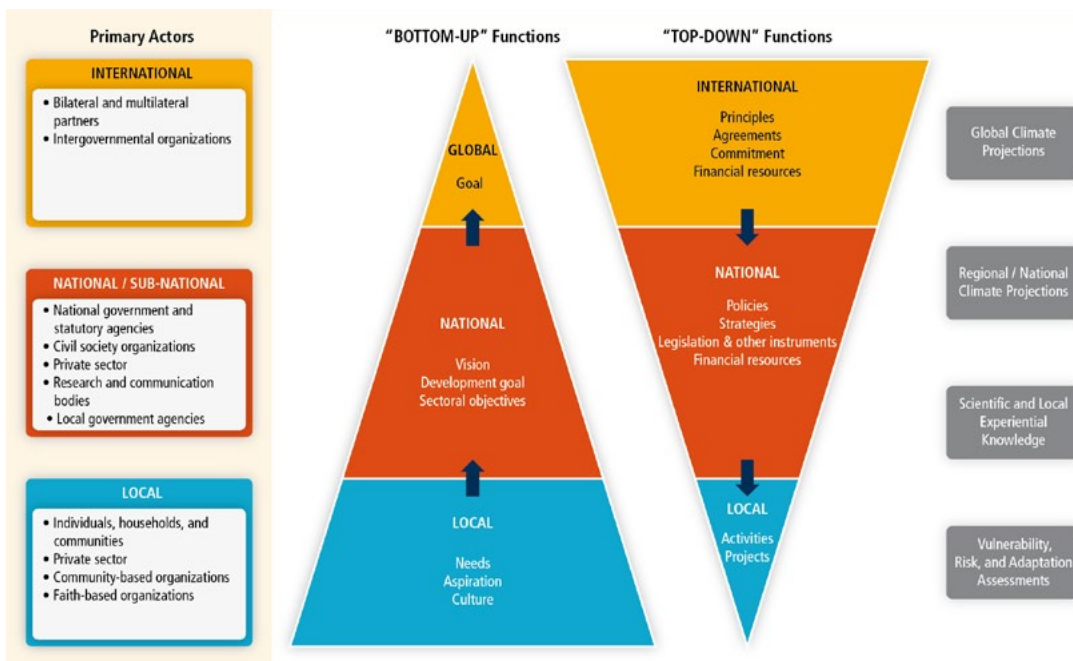 Primary Actors
INTERNATIONAL
• Bilateral and multilateral
partners
• Intergovernmental organizations
NATIONAL / SUB-NATIONAL
• National government and
statutory agencies
• Civil society organizations
• Private sector
• Research and communication
bodies
• Local government agencies
LOCAL
• Individuals, households, and
communities
• Private sector
• Community-based organizations
• Faith-based organizations
“BOTTOM-UP” Functions
GLOBAL
Goal
NATIONAL
Vision
Development goal
Sectoral objectives
LOCAL
Needs
Aspiration
Culture
“TOP-DOWN” Functions
INTERNATIONAL
Principles
Agreements
Commitment
Financial resources
NATIONAL
Policies
Strategies
Legislation & other instruments
Financial resources
LOCAL
Activities
Projects
Global Climate
Projections
Regional / National
Climate Projections
Scientific and Local
Experiential
Knowledge
Vulnerability,
Risk, and Adaptation
Assessments